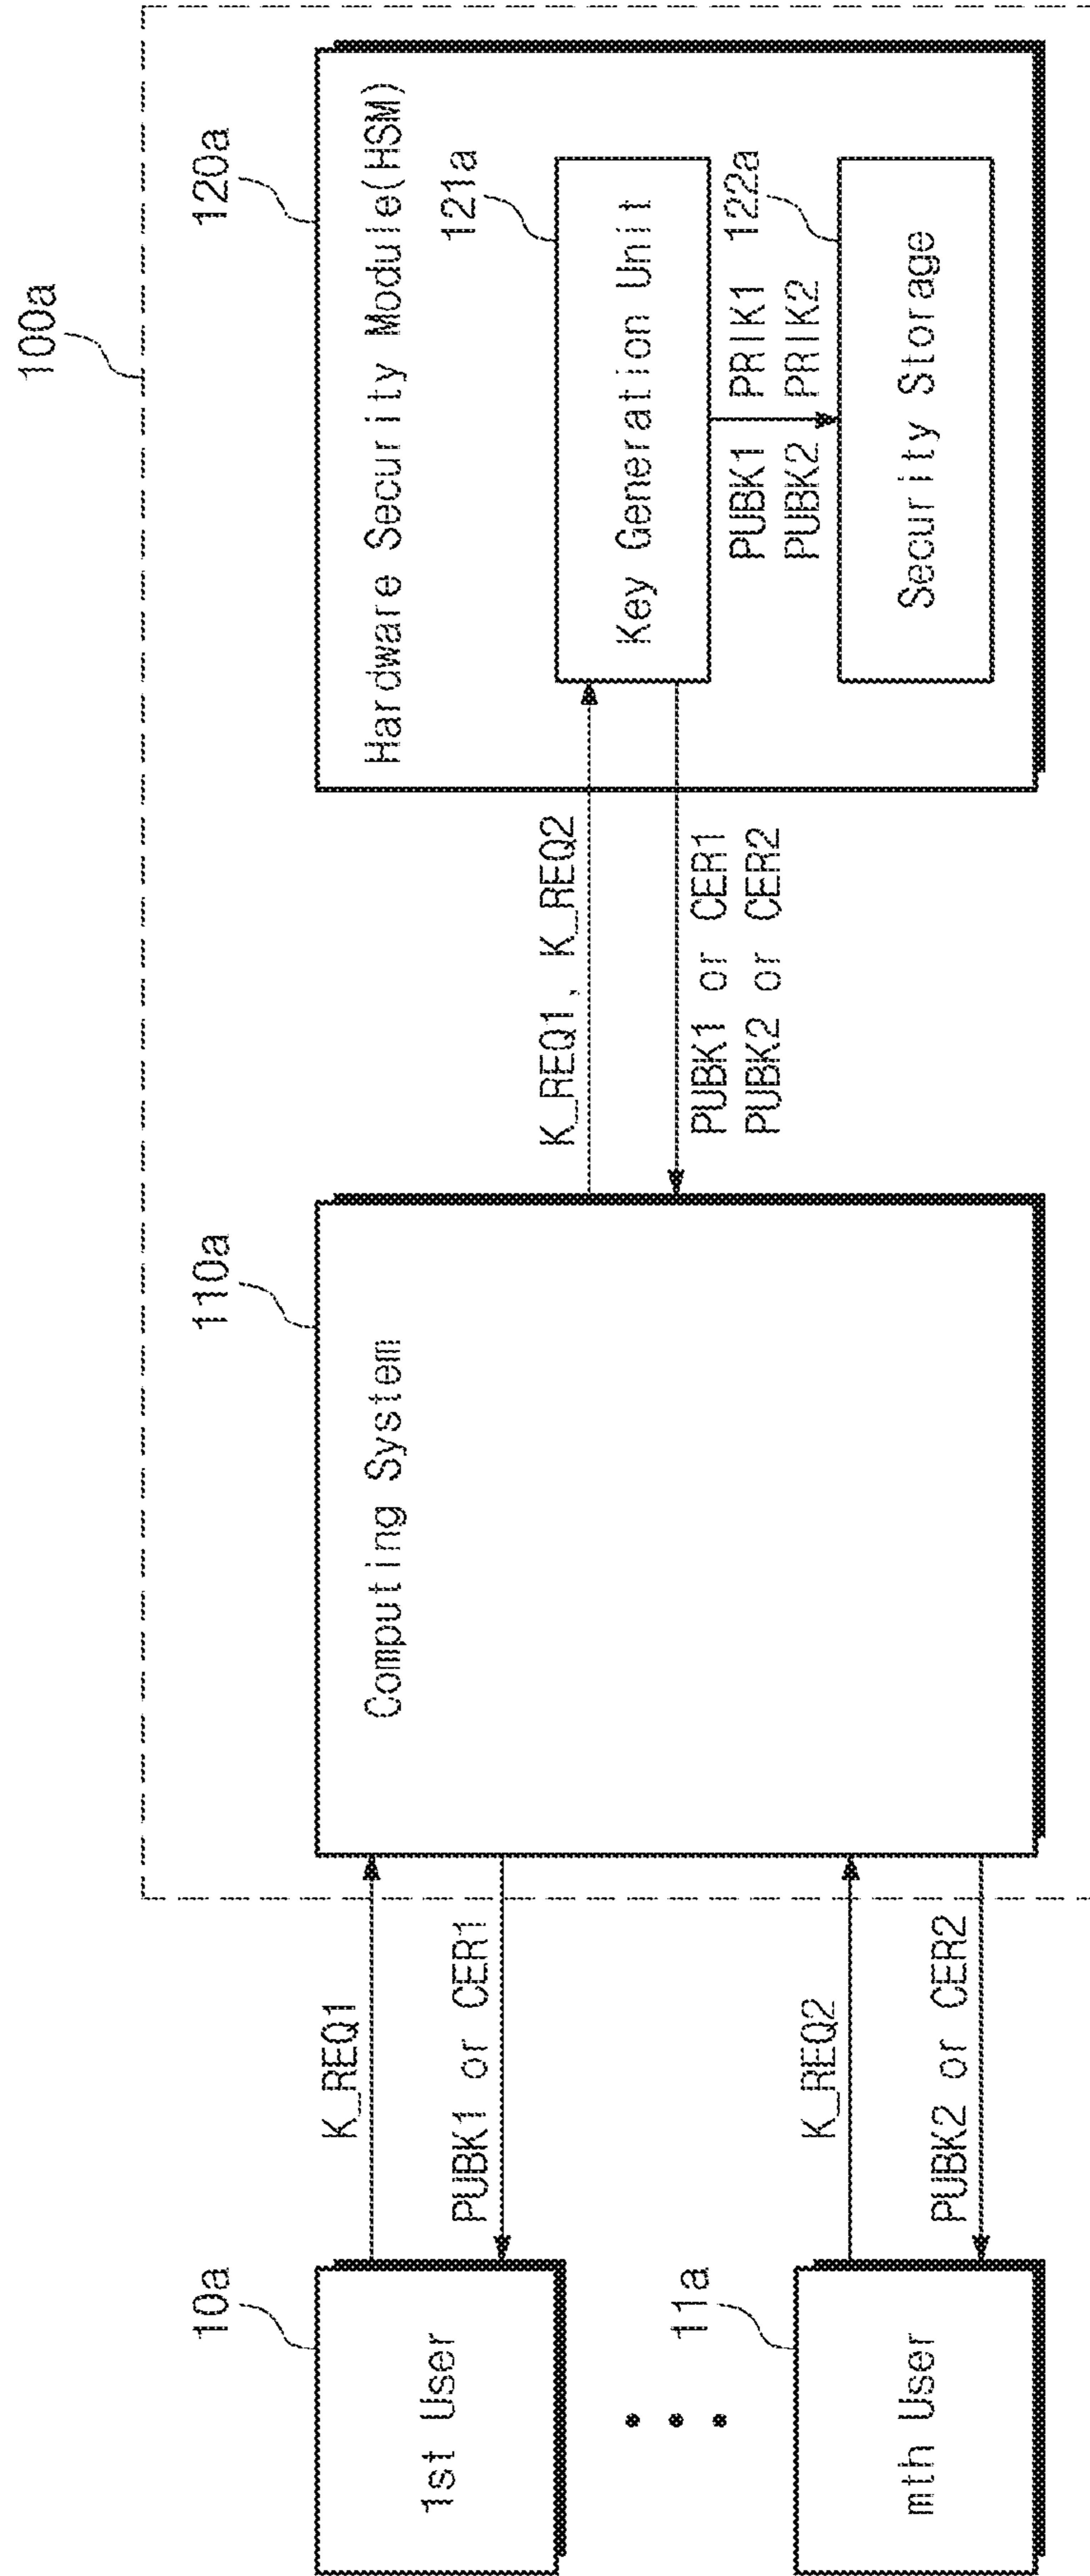 100a
120a
Hardware Security Module(HSM)
121a
Key Generation Unit
PUBK1 PRIK1
PUBK2 PRIK2
122a
Security Storage
K_REQ1, K_REQ2
PUBK1 or CER1
PUBK2 or CER2
110a
Computing System
K_REQ1
PUBK1 or CER1
K_REQ2
PUBK2 or CER2
10a
1st User
11a
mth User